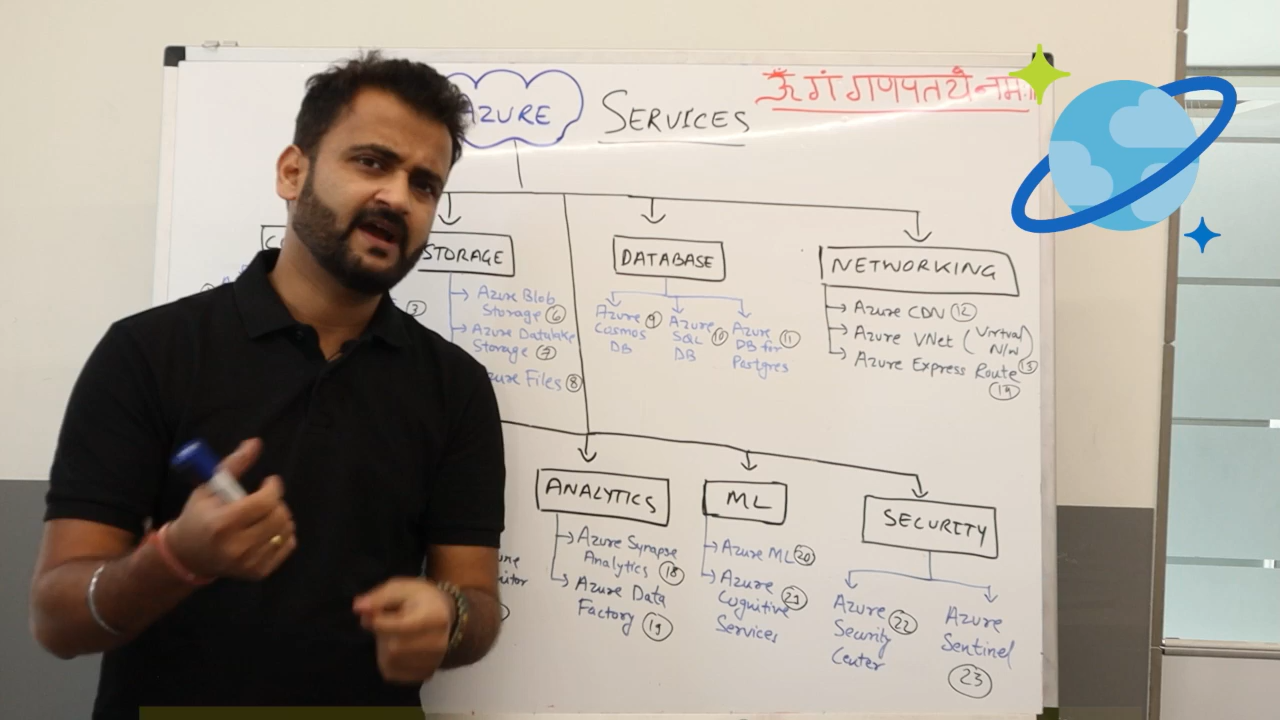 AZURE
SERVICES
ॐ गं गणपतये नमः
STORAGE
DATABASE
NETWORKING
Azure Blob
Storage 6
Azure Datalake
Storage 7
Azure Files 8
3
Azure 9
Cosmos
DB
Azure 10
SQL
DB
Azure 11
DB for
Postgres
Azure CDN 12
Azure VNet (Virtual
N/w) 13
Azure Express Route
14
ANALYTICS
ML
SECURITY
Azure Synapse
Analytics 18
Azure Data
Factory 19
Azure ML 20
Azure 21
Cognitive
Services
Azure 22
Security
Center
Azure
Sentinel
23